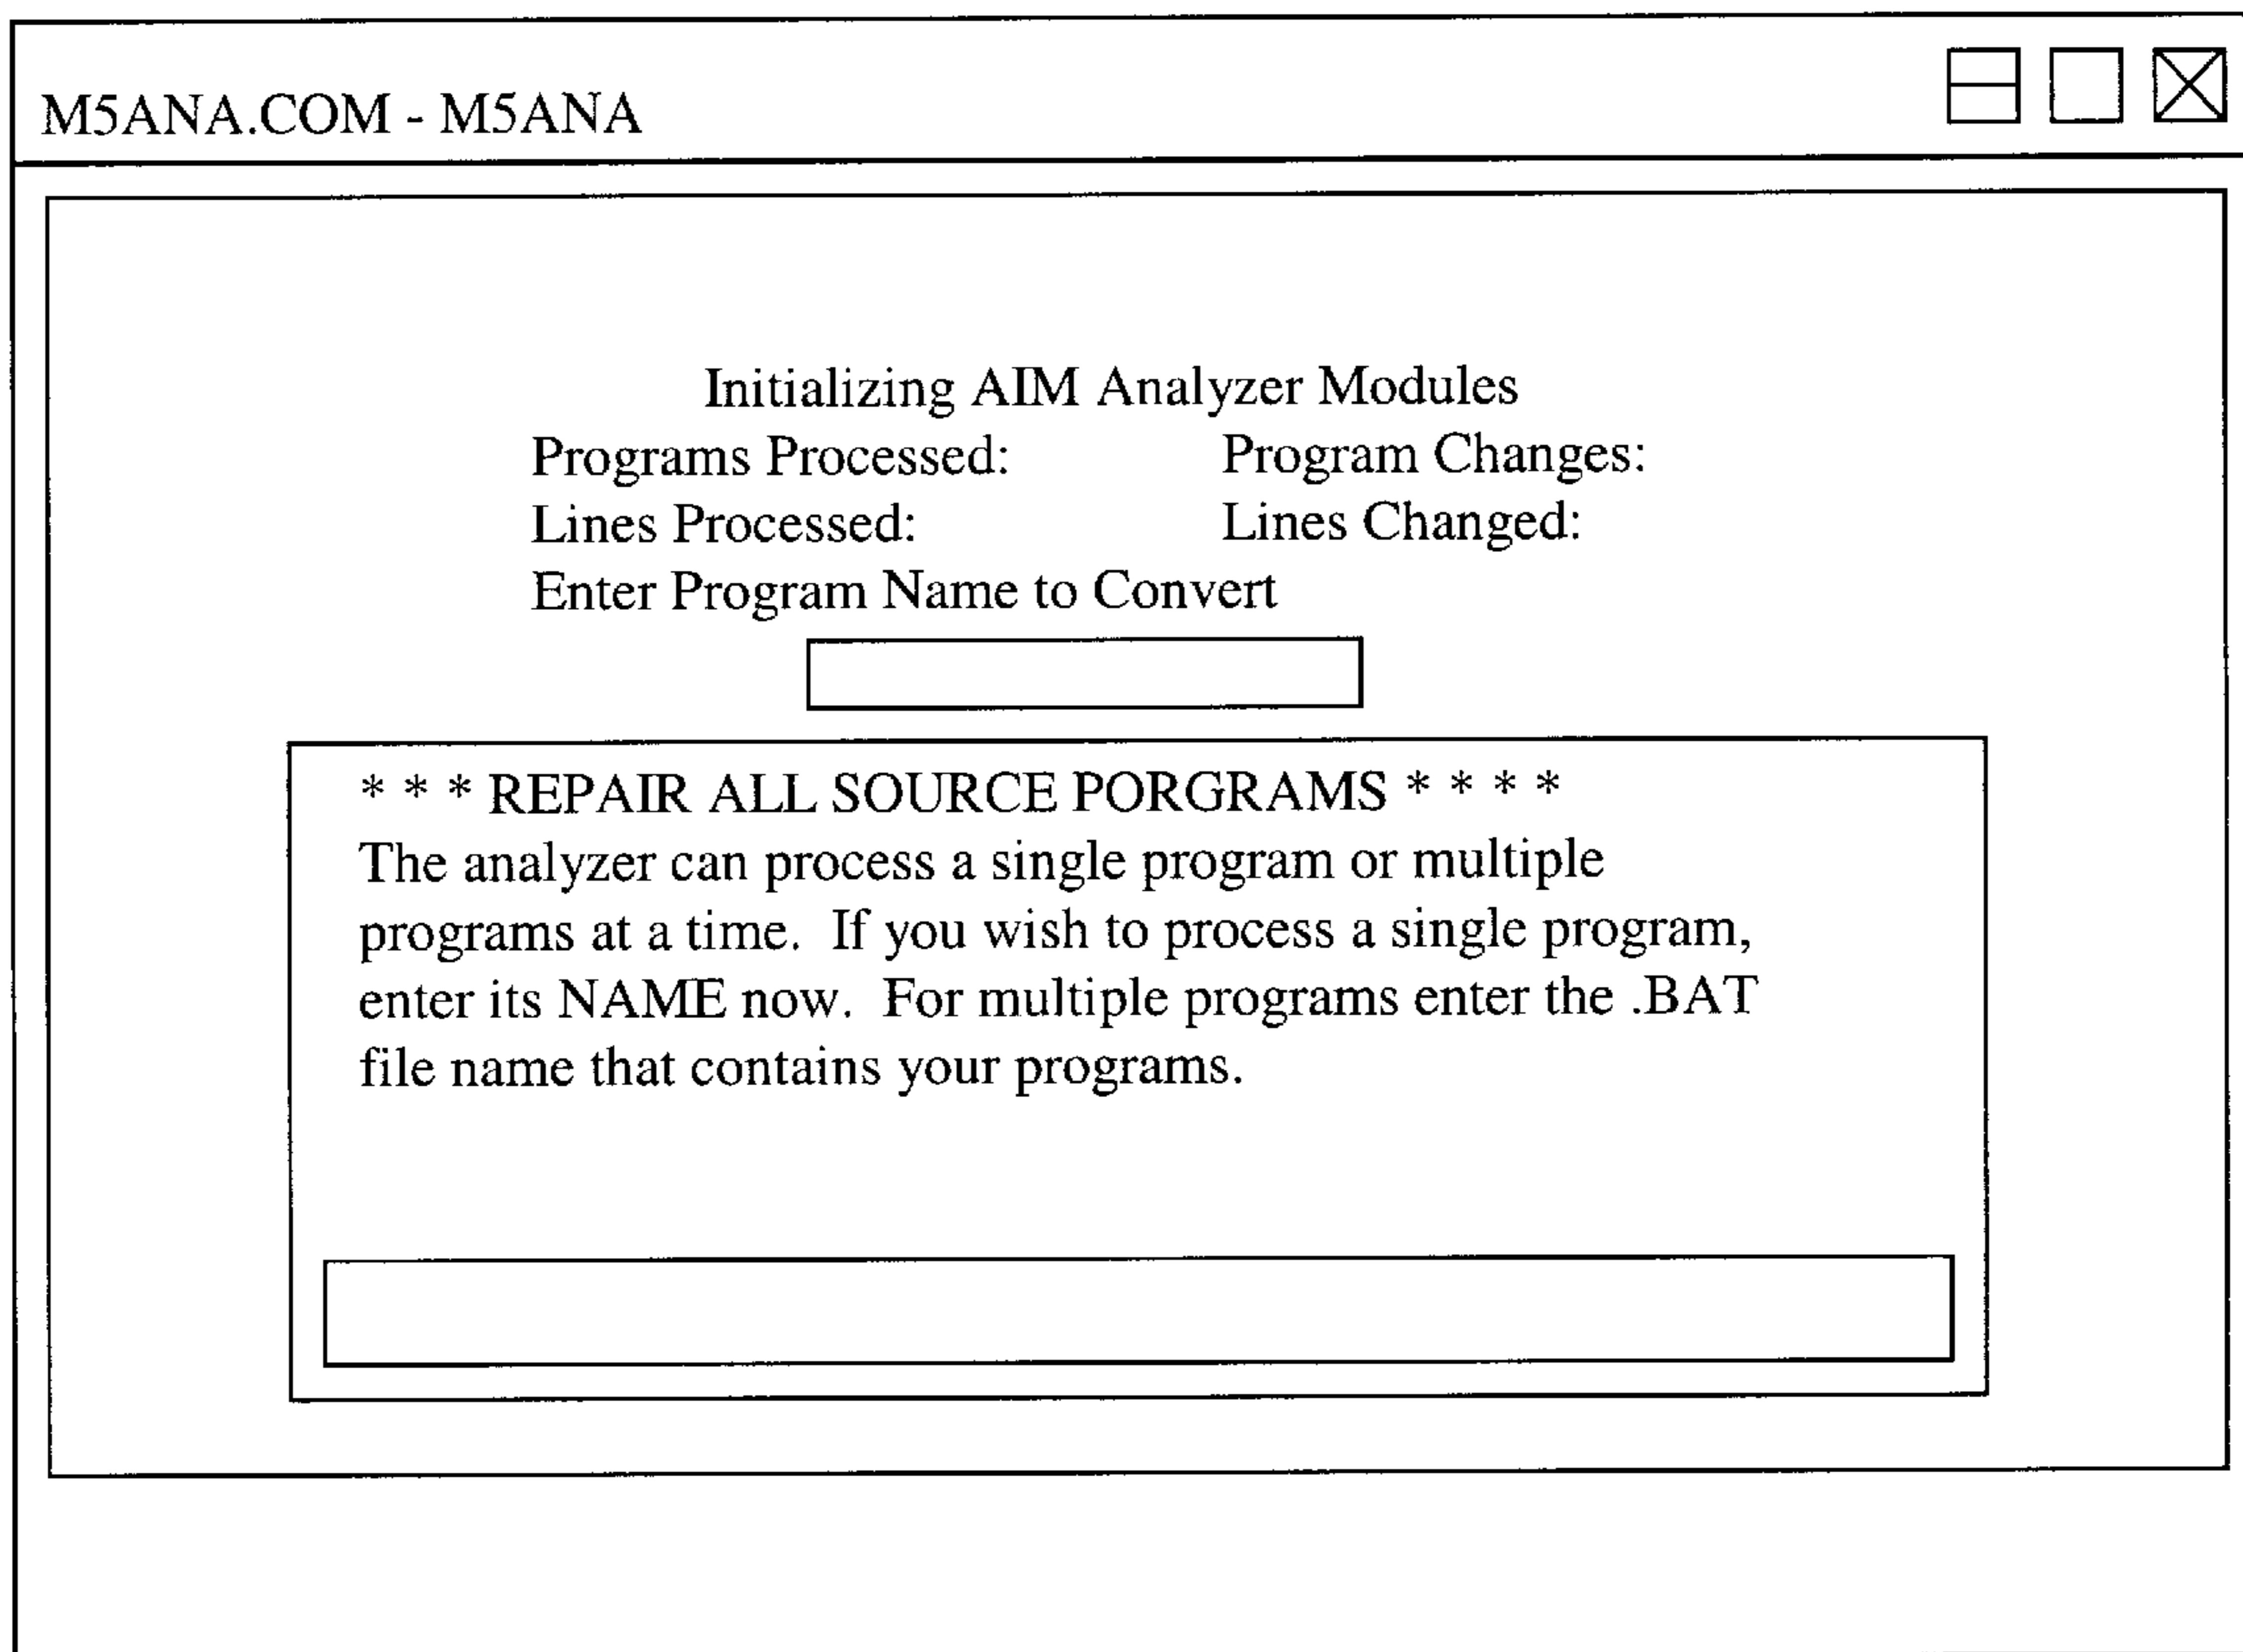 M5ANA.COM - M5ANA
Initializing AIM Analyzer Modules
Programs Processed: Program Changes:
Lines Processed: Lines Changed:
Enter Program Name to Convert
* * * REPAIR ALL SOURCE PORGRAMS * * * *
The analyzer can process a single program or multiple
programs at a time. If you wish to process a single program,
enter its NAME now. For multiple programs enter the .BAT
file name that contains your programs.